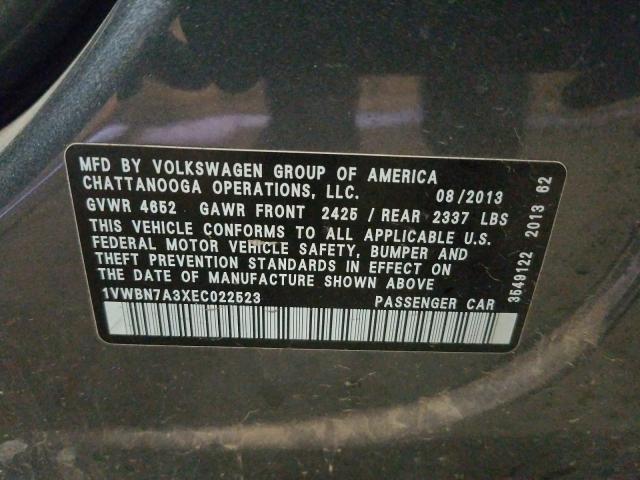 MFD BY VOLKSWAGEN GROUP OF AMERICA
CHATTANOOGA OPERATIONS, LLC. 08/2013
GVWR 4652 GAWR FRONT 2425 / REAR 2337 LBS
THIS VEHICLE CONFORMS TO ALL APPLICABLE U.S.
FEDERAL MOTOR VEHICLE SAFETY, BUMPER AND
THEFT PREVENTION STANDARDS IN EFFECT ON
THE DATE OF MANUFACTURE SHOWN ABOVE
1VWBN7A3XEC022523 PASSENGER CAR
3549122 2013 62